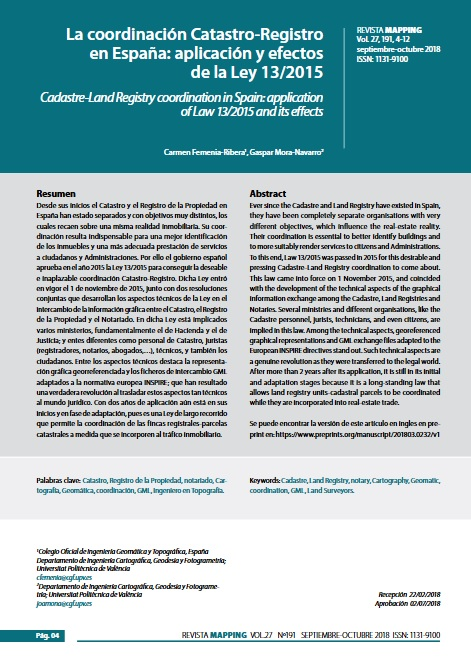 La coordinación Catastro-Registro
en España: aplicación y efectos
de la Ley 13/2015
Cadastre-Land Registry coordination in Spain: application
of Law 13/2015 and its effects
REVISTA MAPPING
Vol. 27, 191, 4-12
septiembre-octubre 2018
ISSN: 1131-9100
Carmen Femenia-Ribera¹, Gaspar Mora-Navarro²
Resumen
Desde sus inicios el Catastro y el Registro de la Propiedad en
España han estado separados y con objetivos muy distintos, los
cuales recaen sobre una misma realidad inmobiliaria. Su coor-
dinación resulta indispensable para una mejor identificación
de los inmuebles y una más adecuada prestación de servicios
a ciudadanos y Administraciones. Por ello el gobierno español
aprueba en el año 2015 la Ley 13/2015 para conseguir la deseable
e inaplazable coordinación Catastro-Registro. Dicha Ley entró
en vigor el 1 de noviembre de 2015, junto con dos resoluciones
conjuntas que desarrollan los aspectos técnicos de la Ley en el
intercambio de la información gráfica entre el Catastro, el Registro
de la Propiedad y el Notariado. En dicha Ley están implicados
varios ministerios, fundamentalmente el de Hacienda y el de
Justicia; y entes diferentes como personal de Catastro, juristas
(registradores, notarios, abogados,...), técnicos, y también los
ciudadanos. Entre los aspectos técnicos destaca la representa-
ción gráfica georreferenciada y los ficheros de intercambio GML
adaptados a la normativa europea INSPIRE; que han resultado
una verdadera revolución al trasladar estos aspectos tan técnicos
al mundo jurídico. Con dos años de aplicación aún está en sus
inicios y en fase de adaptación, pues es una Ley de largo recorrido
que permite la coordinación de las fincas registrales-parcelas
catastrales a medida que se incorporen al tráfico inmobiliario.
Abstract
Ever since the Cadastre and Land Registry have existed in Spain,
they have been completely separate organisations with very
different objectives, which influence the real-estate reality.
Their coordination is essential to better identify buildings and
to more suitably render services to citizens and Administrations.
To this end, Law 13/2015 was passed in 2015 for this desirable and
pressing Cadastre-Land Registry coordination to come about.
This law came into force on 1 November 2015, and coincided
with the development of the technical aspects of the graphical
information exchange among the Cadastre, Land Registries and
Notaries. Several ministries and different organisations, like the
Cadastre personnel, jurists, technicians, and even citizens, are
implied in this law. Among the technical aspects, georeferenced
graphical representations and GML exchange files adapted to the
European INSPIRE directives stand out. Such technical aspects are
a genuine revolution as they were transferred to the legal world.
After more than 2 years after its application, it is still in its initial
and adaptation stages because it is a long-standing law that
allows land registry units-cadastral parcels to be coordinated
while they are incorporated into real-estate trade.
Se puede encontrar la versión de este artículo en ingles en pre-
print en: https://www.preprints.org/manuscript/201803.0232/v1
Palabras clave: Catastro, Registro de la Propiedad, notariado, Car-
tografía, Geomática, coordinación, GML, Ingeniero en Topografía.
Keywords: Cadastre, Land Registry, notary, Cartography, Geomatic,
coordination, GML, Land Surveyors.
¹Colegio Oficial de Ingeniería Geomática y Topográfica, España
Departamento de Ingeniería Cartográfica, Geodesia y Fotogrametría;
Universitat Politècnica de València
cfemenia@cgf.upv.es
²Departamento de Ingeniería Cartográfica, Geodesia y Fotograme-
tría; Universitat Politècnica de València
joamona@cgf.upv.es
Recepción 22/02/2018
Aprobación 02/07/2018
Pág. 04
REVISTA MAPPING VOL.27 Nº191 SEPTIEMBRE-OCTUBRE 2018 ISSN: 1131-9100